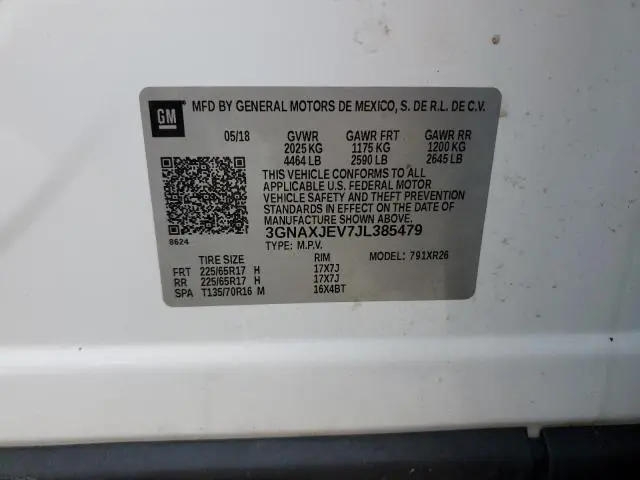 GM
MFD BY GENERAL MOTORS DE MEXICO, S. DE R.L. DE C.V.
05/18 GVWR GAWR FRT GAWR RR
2025 KG 1175 KG 1200 KG
4464 LB 2590 LB 2645 LB
THIS VEHICLE CONFORMS TO ALL
APPLICABLE U.S. FEDERAL MOTOR
VEHICLE SAFETY AND THEFT PREVENTION
STANDARDS IN EFFECT ON THE DATE OF
MANUFACTURE SHOWN ABOVE.
3GNAXJEV7JL385479
8624
TYPE: M.P.V.
TIRE SIZE RIM MODEL: 791XR26
FRT 225/65R17 H 17X7J
RR 225/65R17 H 17X7J
SPA T135/70R16 M 16X4BT